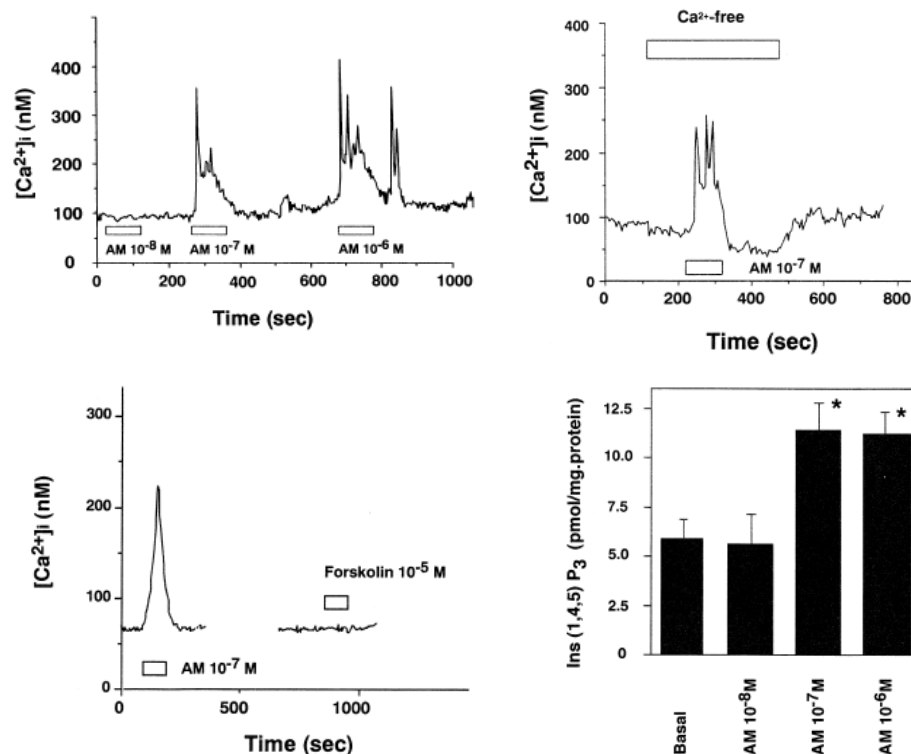 [Ca²⁺]i (nM)
400
300
200
100
0
AM 10⁻⁸ M
AM 10⁻⁷ M
AM 10⁻⁶ M
0 200 400 600 800 1000
Time (sec)
Ca²⁺-free
[Ca²⁺]i (nM)
400
300
200
100
0
400
AM 10⁻⁷ M
0 200 400 600 800
Time (sec)
[Ca²⁺]i (nM)
300
200
100
0
Forskolin 10⁻⁵ M
AM 10⁻⁷ M
0 500 1000
Time (sec)
Ins (1,4,5) P₃ (pmol/mg.protein)
12.5
10.0
7.5
5.0
2.5
0
*
*
Basal
AM 10⁻⁸M
AM 10⁻⁷M
AM 10⁻⁶M